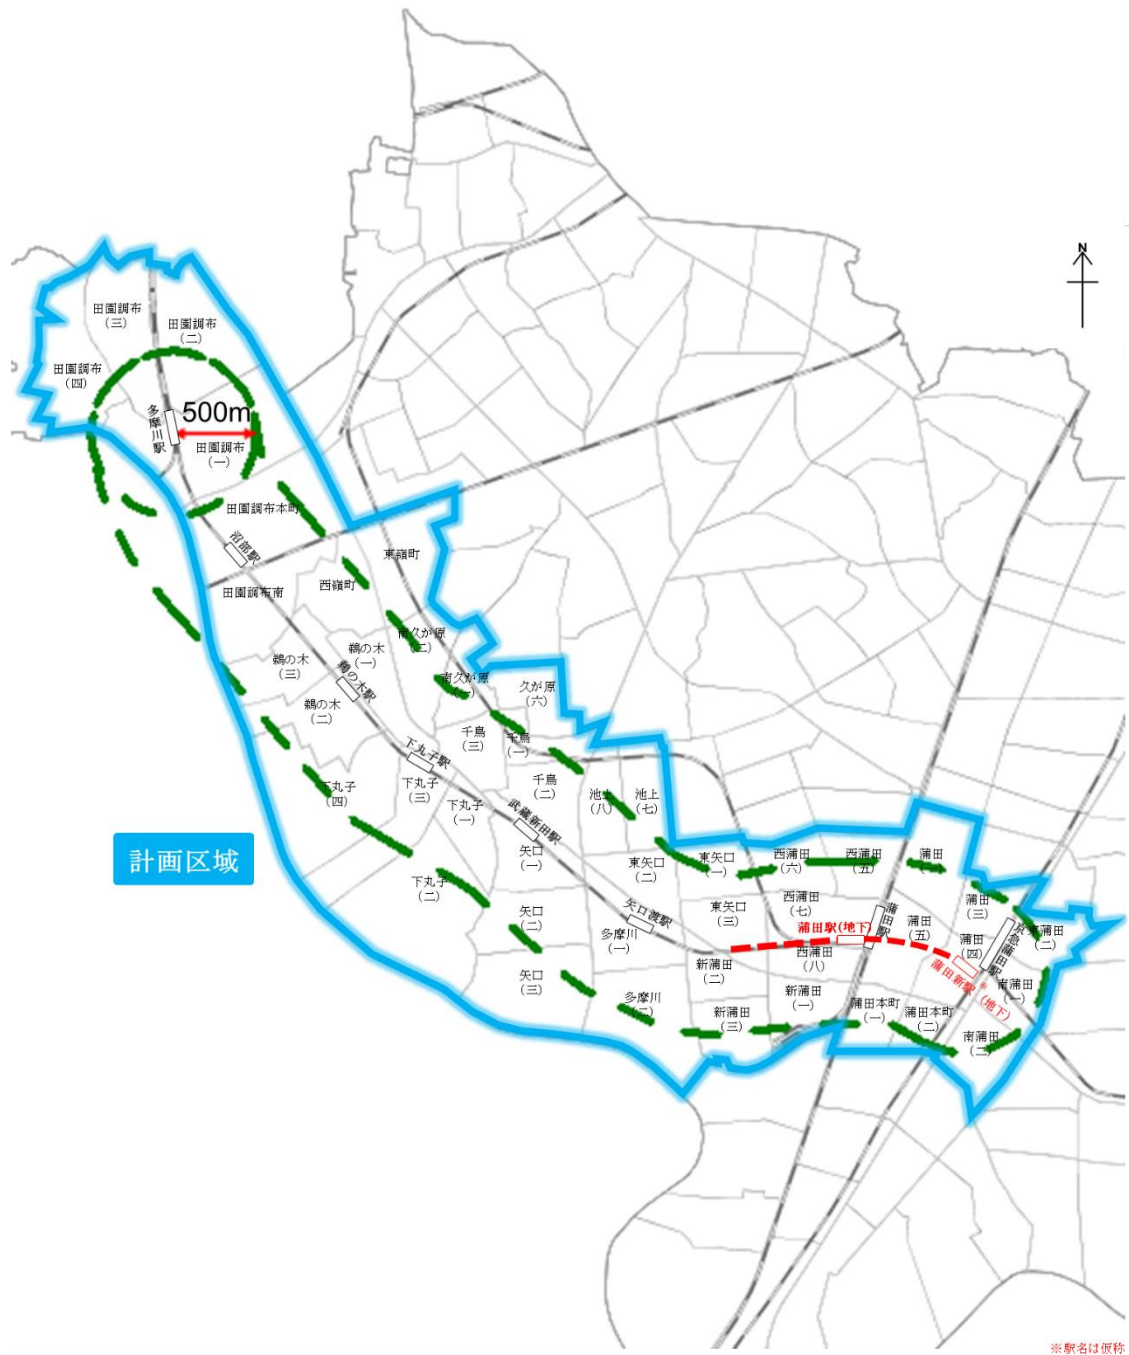 N
田園調布
(三)
田園調布
(二)
田園調布
(四)
多摩川駅
500m
田園調布
(一)
田園調布本町
沼部駅
東嶺町
西嶺町
田園調布南
南久が原
(二)
鵜の木
(一)
鵜の木
(三)
鵜の木駅
南久が原
(一)
久が原
(六)
鵜の木
(二)
千鳥
(三)
千鳥
(一)
下丸子駅
千鳥
(二)
下丸子
(四)
下丸子
(三)
下丸子
(一)
池上
(八)
池上
(七)
武蔵新田駅
矢口
(一)
計画区域
東矢口
(二)
東矢口
(一)
西蒲田
(六)
西蒲田
(五)
蒲田
下丸子
(二)
矢口
(二)
矢口渡駅
東矢口
(三)
西蒲田
(七)
蒲田駅
蒲田
(三)
蒲田
(五)
京急蒲田駅
東蒲田
(二)
多摩川
(一)
蒲田駅(地下)
西蒲田
(八)
蒲田
(四)
蒲田新駅※(地下)
矢口
(三)
新蒲田
(二)
南蒲田
(一)
多摩川
(二)
新蒲田
(三)
新蒲田
(一)
蒲田本町
(一)
蒲田本町
(二)
南蒲田
(二)
※駅名は仮称